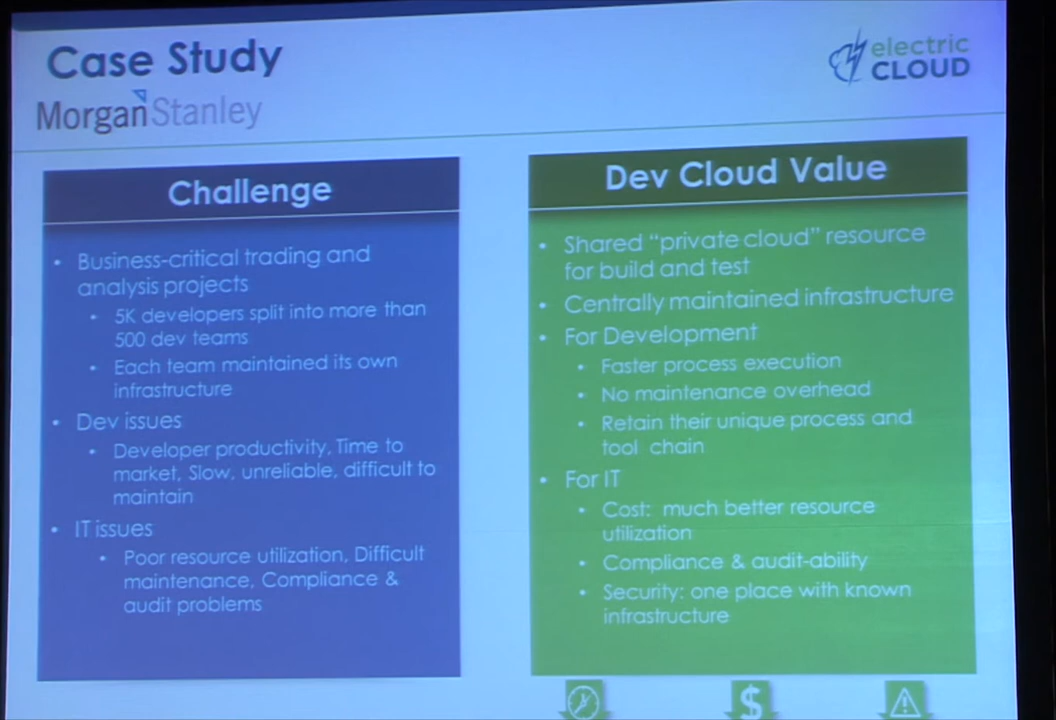 Case Study
electric
CLOUD
MorganStanley
Challenge
• Business-critical trading and
analysis projects
• 5K developers split into more than
500 dev teams
• Each team maintained its own
infrastructure
• Dev issues
• Developer productivity, Time to
market, Slow, unreliable, difficult to
maintain
• IT issues
• Poor resource utilization, Difficult
maintenance, Compliance &
audit problems
Dev Cloud Value
• Shared “private cloud” resource
for build and test
• Centrally maintained infrastructure
• For Development
• Faster process execution
• No maintenance overhead
• Retain their unique process and
tool chain
• For IT
• Cost: much better resource
utilization
• Compliance & audit-ability
• Security: one place with known
infrastructure
$